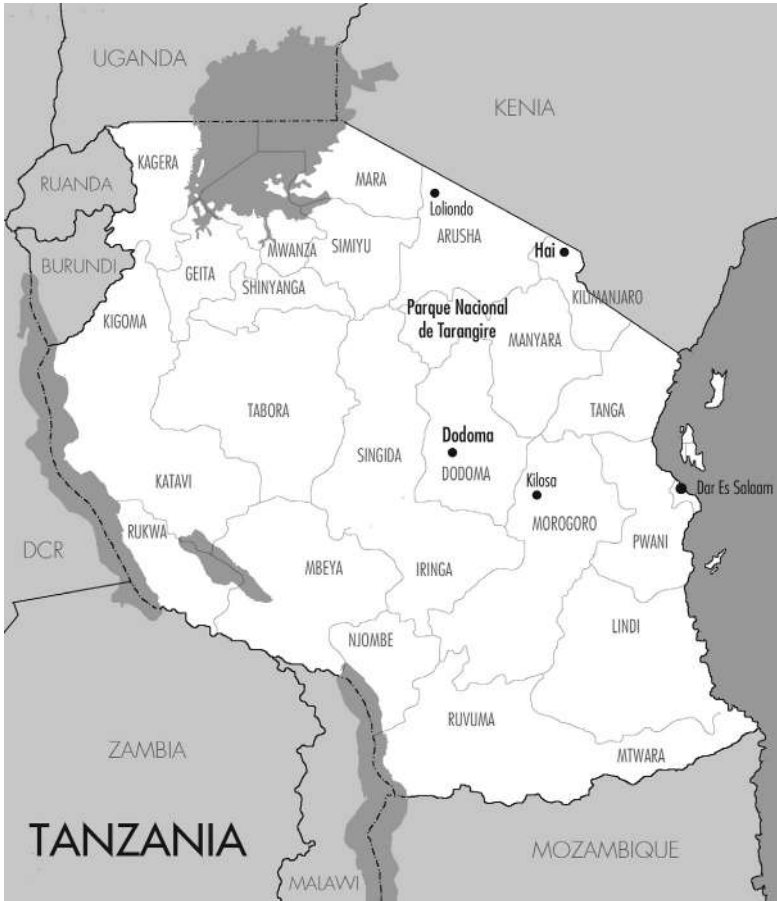 UGANDA
KENIA
KAGERA
MARA
RUANDA
Loliondo
ARUSHA
MWANZA
SIMIYU
Hai
BURUNDI
GEITA
SHINYANGA
KILIMANJARO
Parque Nacional
de Tarangire
KIGOMA
MANYARA
TABORA
TANGA
Dodoma
SINGIDA
DODOMA
KATAVI
Kilosa
Dar Es Salaam
MOROGORO
RUKWA
PWANI
DCR
MBEYA
IRINGA
LINDI
NJOMBE
RUVUMA
ZAMBIA
MTWARA
TANZANIA
MOZAMBIQUE
MALAWI